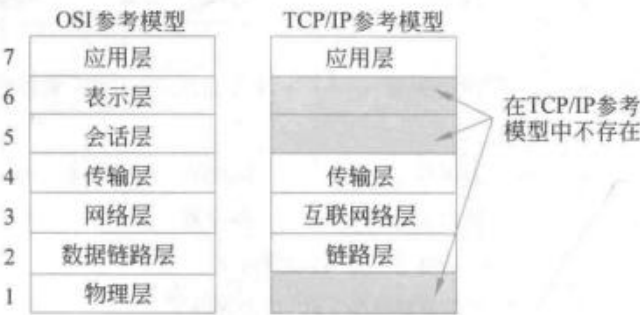 OSI参考模型 TCP/IP参考模型
7 应用层 应用层
6 表示层
5 会话层
在TCP/IP参考
模型中不存在
4 传输层 传输层
3 网络层 互联网络层
2 数据链路层 链路层
1 物理层